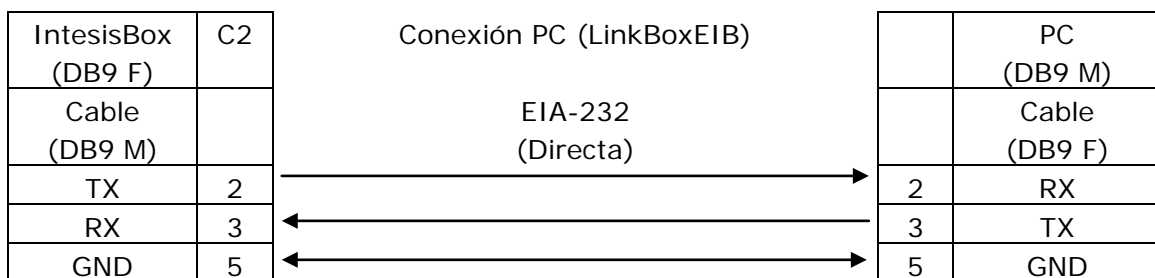 IntesisBox C2 Conexión PC (LinkBoxEIB) PC
(DB9 F) (DB9 M)
Cable EIA-232 Cable
(DB9 M) (Directa) (DB9 F)
TX 2 2 RX
RX 3 3 TX
GND 5 5 GND